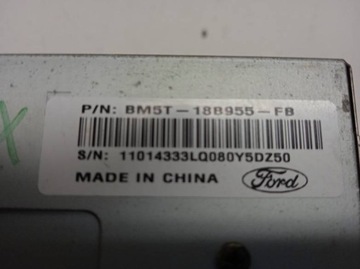 P/N: BM5T-18B955-FB
S/N: 11014333LQ080Y5DZ50
MADE IN CHINA Ford
X